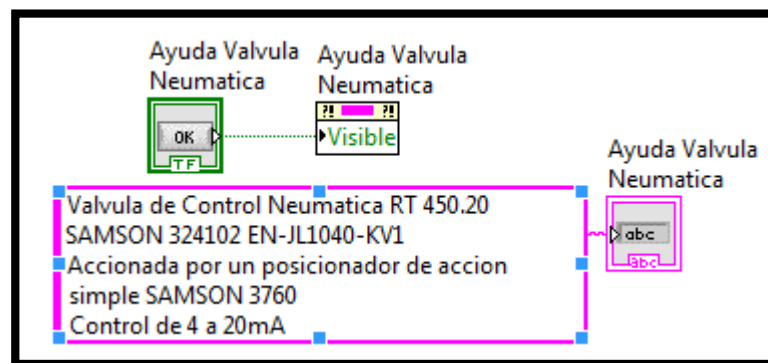 Ayuda Valvula
Neumatica
Ayuda Valvula
Neumatica
OK
TF
?! ?!
Visible
Ayuda Valvula
Neumatica
abc
abc
Valvula de Control Neumatica RT 450.20
SAMSON 324102 EN-JL1040-KV1
Accionada por un posicionador de accion
simple SAMSON 3760
Control de 4 a 20mA